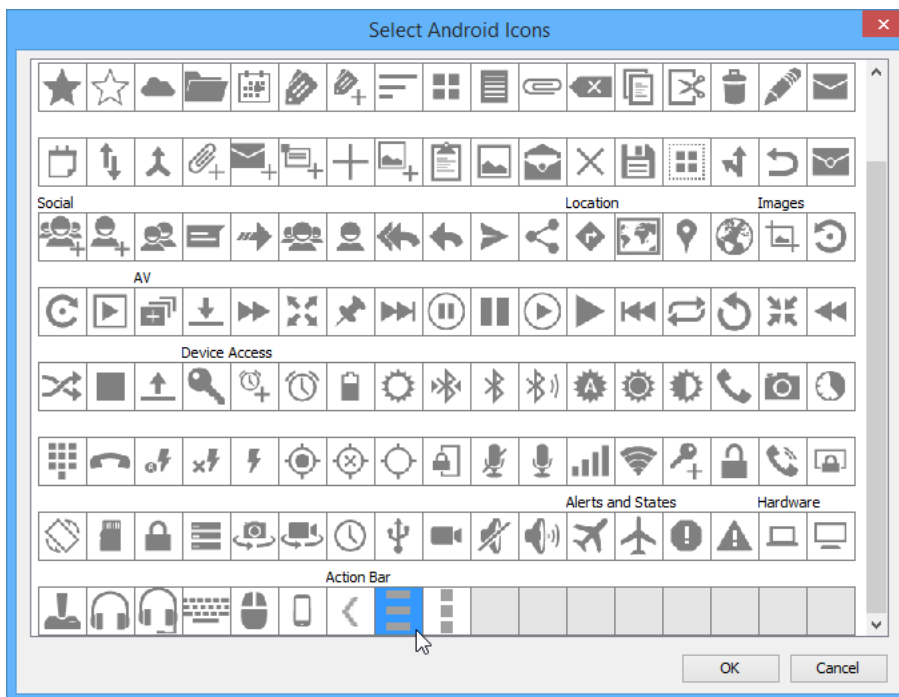 Select Android Icons
Social
Location
Images
AV
Device Access
Alerts and States
Hardware
Action Bar
OK
Cancel